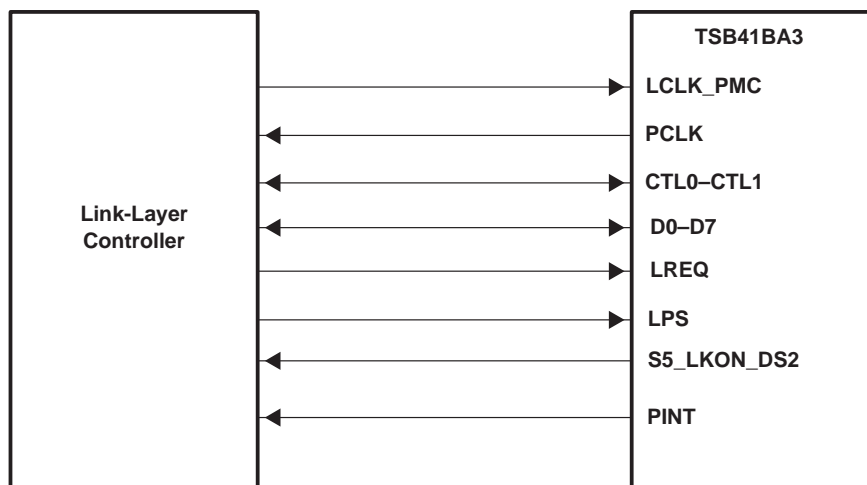 TSB41BA3
LCLK_PMC
PCLK
CTL0–CTL1
Link-Layer
Controller
D0–D7
LREQ
LPS
S5_LKON_DS2
PINT